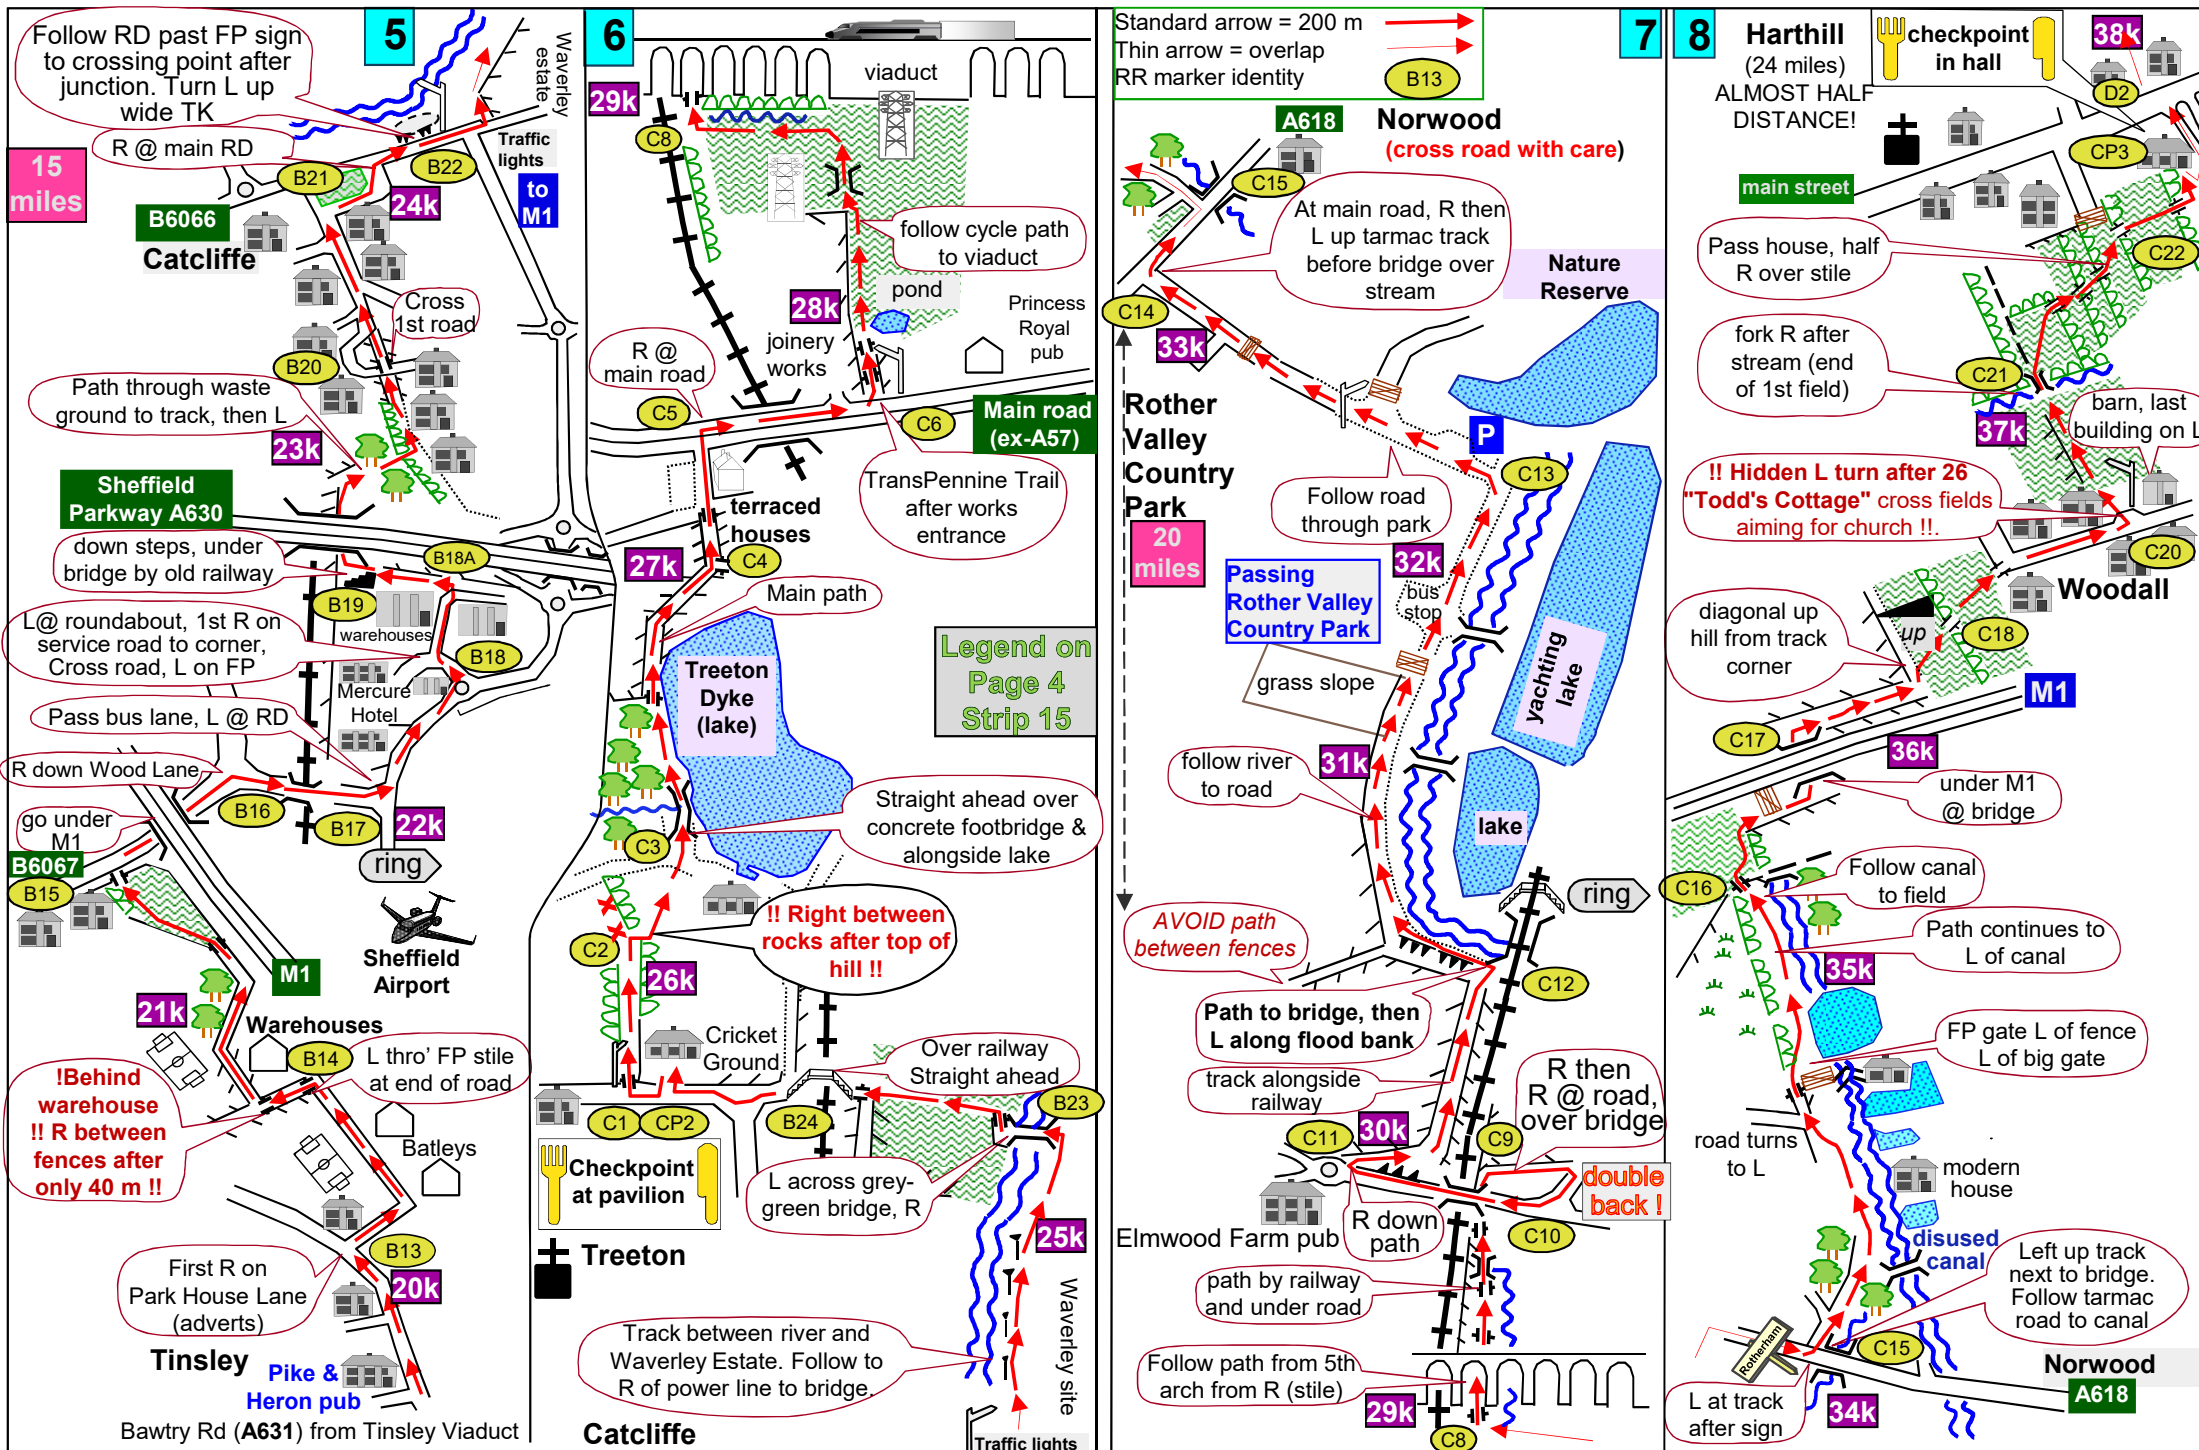 5
Follow RD past FP sign
to crossing point after
junction. Turn L up
wide TK
Waverley
estate
R @ main RD
15
miles
B21
B22
Traffic
lights
to
M1
24k
B6066
Catcliffe
Cross
1st road
B20
Path through waste
ground to track, then L
23k
Sheffield
Parkway A630
down steps, under
bridge by old railway
B18A
B19
warehouses
L@ roundabout, 1st R on
service road to corner,
Cross road, L on FP
B18
Mercure
Hotel
Pass bus lane, L @ RD
R down Wood Lane
B16
B17
22k
go under
M1
ring
B6067
B15
Sheffield
Airport
M1
21k
Warehouses
B14
L thro' FP stile
at end of road
!Behind
warehouse
!! R between
fences after
only 40 m !!
Batleys
B13
First R on
Park House Lane
(adverts)
20k
Tinsley
Pike &
Heron pub
Bawtry Rd (A631) from Tinsley Viaduct
6
29k
viaduct
C8
follow cycle path
to viaduct
pond
28k
Princess
Royal
pub
R @
main road
joinery
works
C5
C6
Main road
(ex-A57)
TransPennine Trail
after works
entrance
terraced
houses
27k
C4
Main path
Legend on
Page 4
Strip 15
Treeton
Dyke
(lake)
Straight ahead over
concrete footbridge &
alongside lake
C3
!! Right between
rocks after top of
hill !!
C2
26k
Cricket
Ground
Over railway
Straight ahead
C1
CP2
B24
B23
Checkpoint
at pavilion
L across grey-
green bridge, R
Treeton
25k
Waverley site
Track between river and
Waverley Estate. Follow to
R of power line to bridge.
Catcliffe
Traffic lights
7
Standard arrow = 200 m
Thin arrow = overlap
RR marker identity
B13
A618
Norwood
(cross road with care)
C15
At main road, R then
L up tarmac track
before bridge over
stream
Nature
Reserve
C14
33k
Rother
Valley
Country
Park
P
C13
Follow road
through park
20
miles
32k
bus
stop
Passing
Rother Valley
Country Park
grass slope
yachting
lake
31k
follow river
to road
lake
ring
AVOID path
between fences
C12
Path to bridge, then
L along flood bank
track alongside
railway
R then
R @ road,
over bridge
C11
30k
C9
double
back !
Elmwood Farm pub
R down
path
C10
path by railway
and under road
Follow path from 5th
arch from R (stile)
29k
C8
8
Harthill
(24 miles)
ALMOST HALF
DISTANCE!
checkpoint
in hall
38k
D2
CP3
main street
Pass house, half
R over stile
C22
fork R after
stream (end
of 1st field)
C21
37k
barn, last
building on L
!! Hidden L turn after 26
"Todd's Cottage" cross fields
aiming for church !!.
C20
Woodall
diagonal up
hill from track
corner
up
C18
M1
C17
36k
under M1
@ bridge
C16
Follow canal
to field
Path continues to
L of canal
35k
FP gate L of fence
L of big gate
road turns
to L
modern
house
disused
canal
Left up track
next to bridge.
Follow tarmac
road to canal
Rotherham
C15
Norwood
A618
L at track
after sign
34k